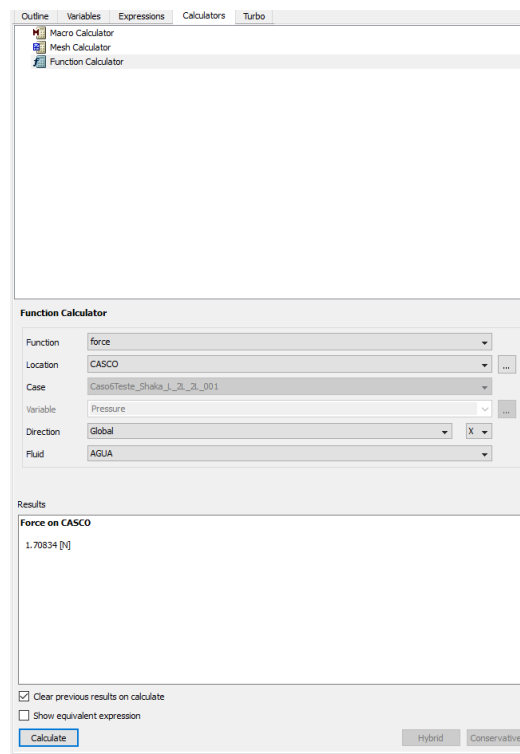 Outline Variables Expressions Calculators Turbo
Macro Calculator
Mesh Calculator
Function Calculator
Function Calculator
Function force
Location CASCO ...
Case Caso6Teste_Shaka_L_2L_2L_001
Variable Pressure ...
Direction Global X
Fluid AGUA
Results
Force on CASCO
1.70834 [N]
Clear previous results on calculate
Show equivalent expression
Calculate Hybrid Conservative